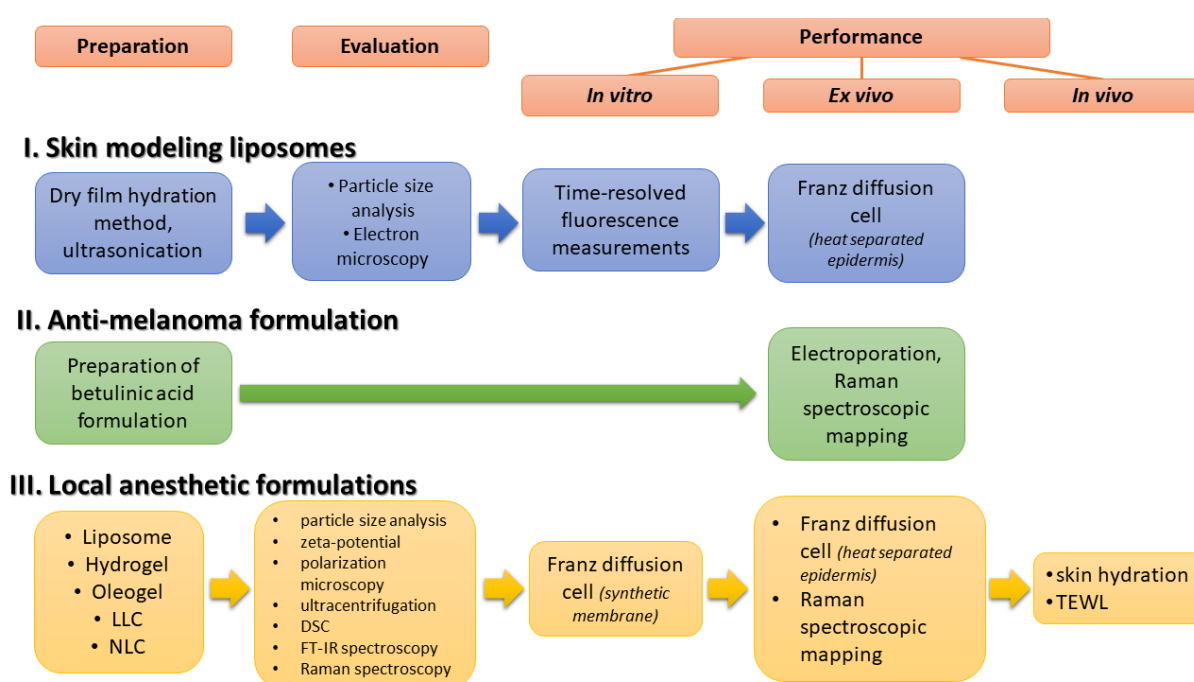 Preparation
Evaluation
Performance
In vitro
Ex vivo
In vivo
I. Skin modeling liposomes
Dry film hydration
method,
ultrasonication
• Particle size
analysis
• Electron
microscopy
Time-resolved
fluorescence
measurements
Franz diffusion
cell
(heat separated
epidermis)
II. Anti-melanoma formulation
Preparation of
betulinic acid
formulation
Electroporation,
Raman
spectroscopic
mapping
III. Local anesthetic formulations
• Liposome
• Hydrogel
• Oleogel
• LLC
• NLC
• particle size analysis
• zeta-potential
• polarization
microscopy
• ultracentrifugation
• DSC
• FT-IR spectroscopy
• Raman spectroscopy
Franz diffusion
cell (synthetic
membrane)
• Franz diffusion
cell (heat separated
epidermis)
• Raman
spectroscopic
mapping
• skin hydration
• TEWL